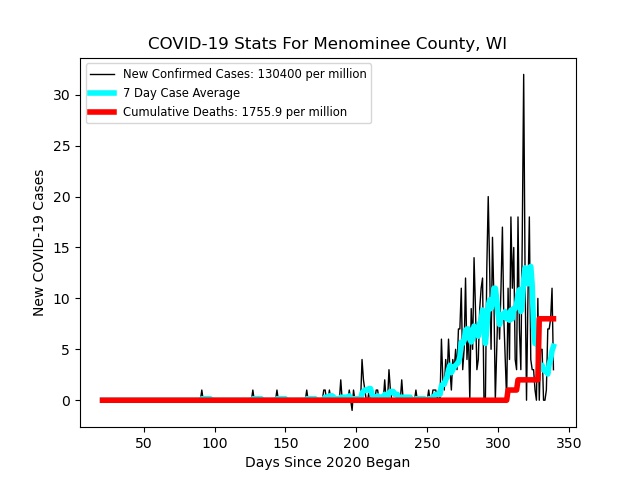 COVID-19 Stats For Menominee County, WI
New Confirmed Cases: 130400 per million
7 Day Case Average
Cumulative Deaths: 1755.9 per million
New COVID-19 Cases
30
25
20
15
10
5
0
50 100 150 200 250 300 350
Days Since 2020 Began